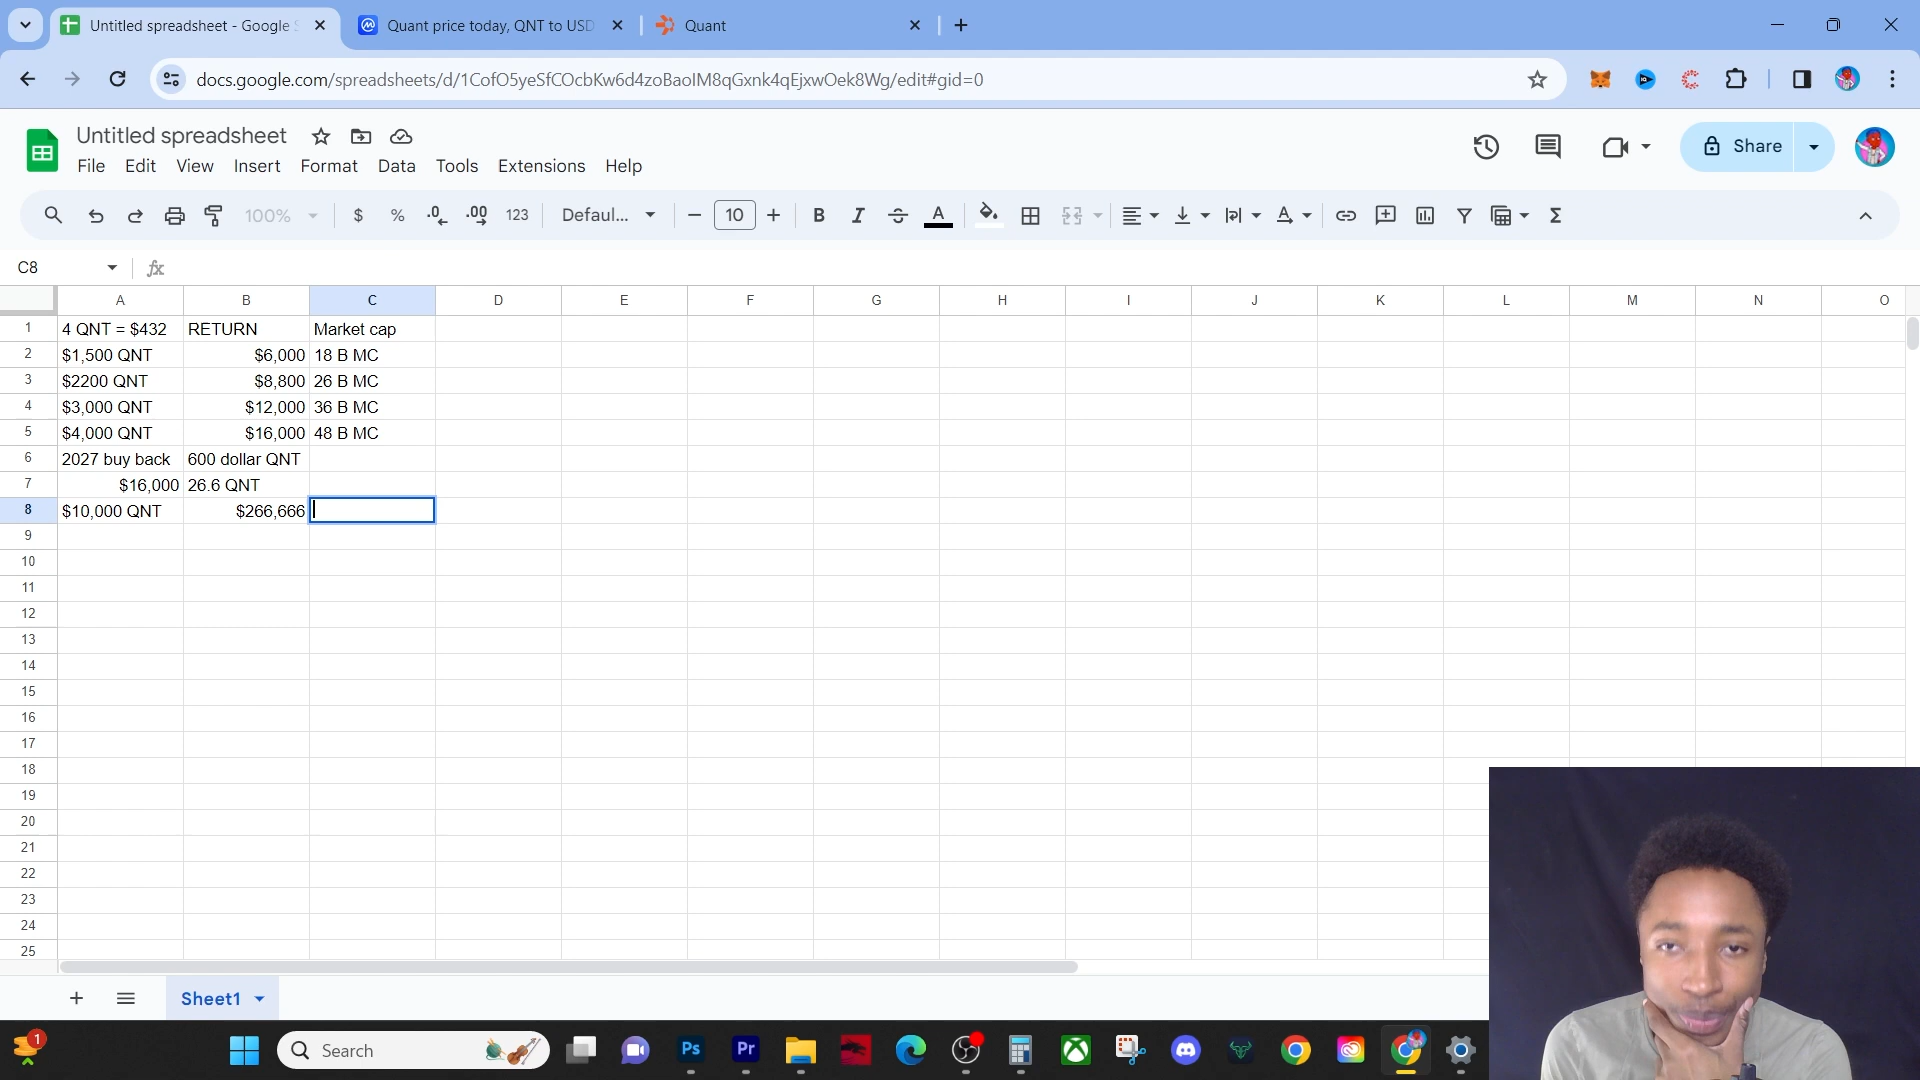 Untitled spreadsheet - Google S
Quant price today, QNT to USD
Quant
docs.google.com/spreadsheets/d/1CofO5yeSfCOcbKw6d4zoBaoIM8qGxnk4qEjxwOek8Wg/edit#gid=0
Untitled spreadsheet
File Edit View Insert Format Data Tools Extensions Help
Share
100% $ % .0 .00 123 Defaul... 10 B I S A
C8 fx
A B C D E F G H I J K L M N O
1 4 QNT = $432 RETURN Market cap
2 $1,500 QNT $6,000 18 B MC
3 $2200 QNT $8,800 26 B MC
4 $3,000 QNT $12,000 36 B MC
5 $4,000 QNT $16,000 48 B MC
6 2027 buy back 600 dollar QNT
7 $16,000 26.6 QNT
8 $10,000 QNT $266,666
9
10
11
12
13
14
15
16
17
18
19
20
21
22
23
24
25
Sheet1
1
Search
Ps
Pr